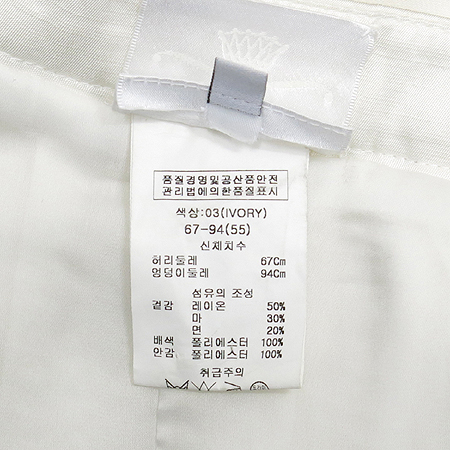 품질경영및공산품안전
관리법에의한품질표시
색상:03(IVORY)
67-94(55)
신체치수
허리둘레 67Cm
엉덩이둘레 94Cm
섬유의 조성
겉감 레이온 50%
마 30%
면 20%
배색 폴리에스터 100%
안감 폴리에스터 100%
취급주의